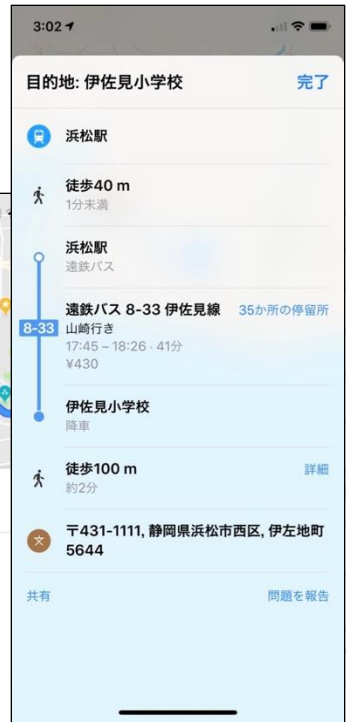 3:02
目的地: 伊佐見小学校 完了
浜松駅
徒歩40 m
1分未満
浜松駅
遠鉄バス
遠鉄バス 8-33 伊佐見線 35か所の停留所
8-33 山崎行き
17:45 – 18:26 · 41分
¥430
伊佐見小学校
降車
徒歩100 m 詳細
約2分
文 〒431-1111, 静岡県浜松市西区, 伊左地町
5644
共有 問題を報告